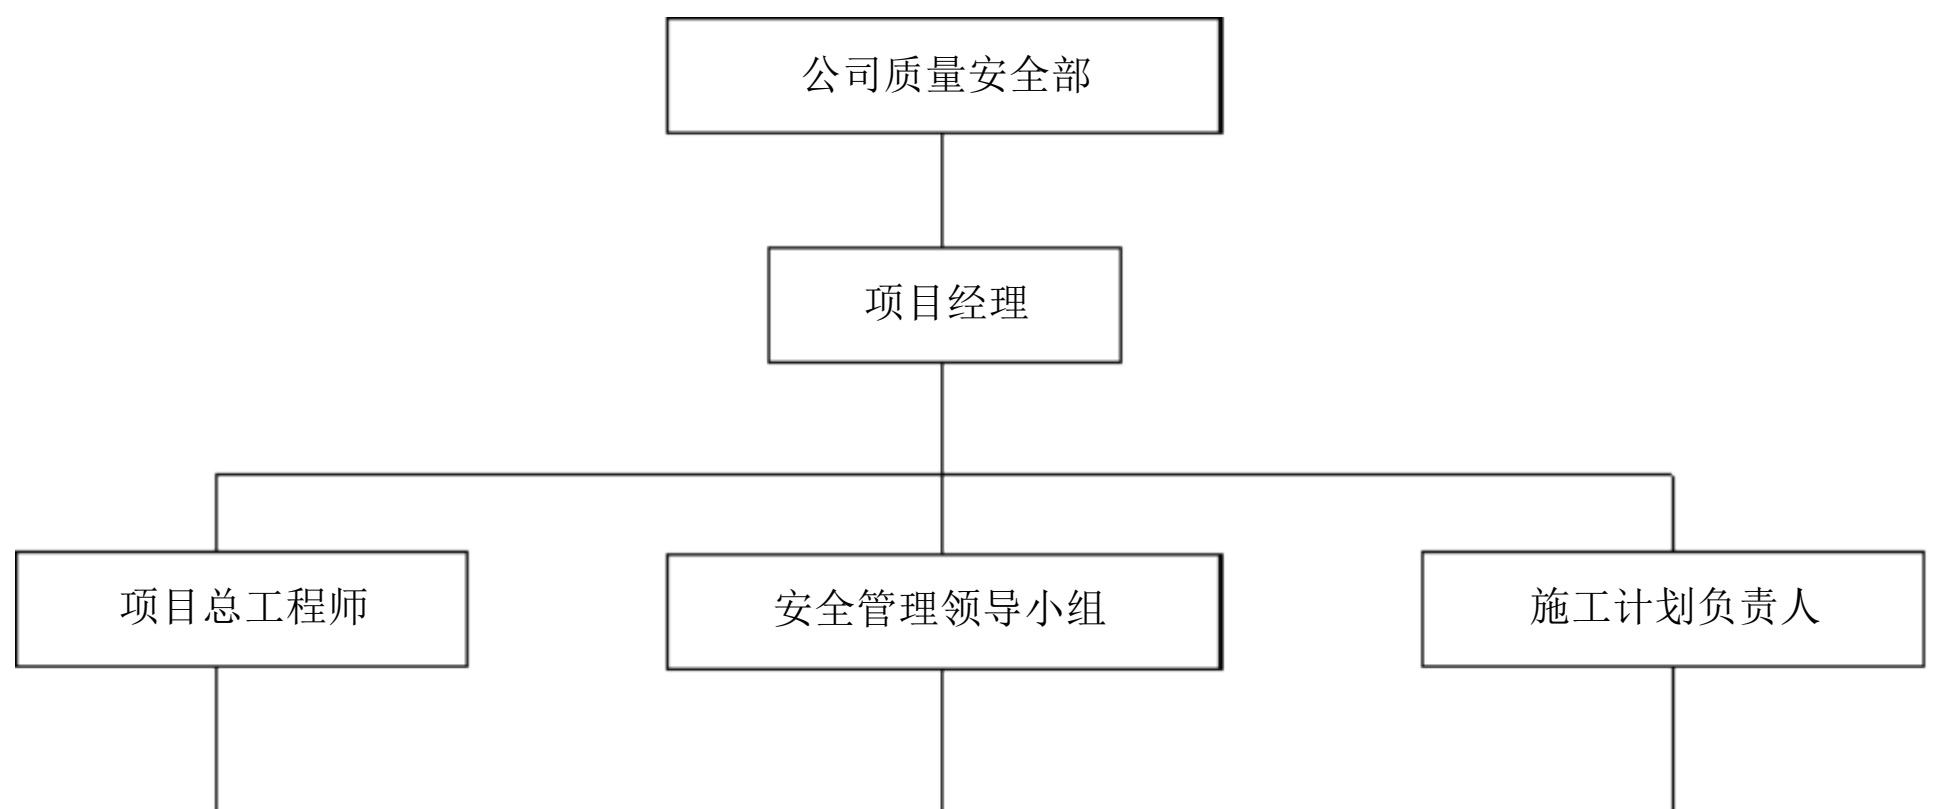 公司质量安全部
项目经理
项目总工程师
安全管理领导小组
施工计划负责人